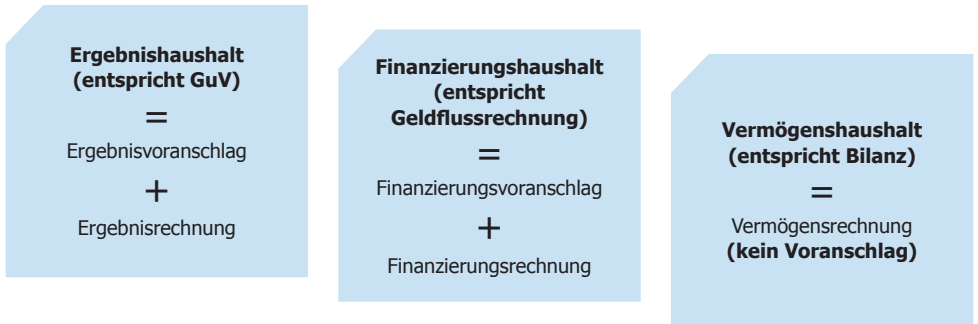 Ergebnishaushalt
(entspricht GuV)
=
Ergebnisvoranschlag
+
Ergebnisrechnung
Finanzierungshaushalt
(entspricht
Geldflussrechnung)
=
Finanzierungsvoranschlag
+
Finanzierungsrechnung
Vermögenshaushalt
(entspricht Bilanz)
=
Vermögensrechnung
(kein Voranschlag)